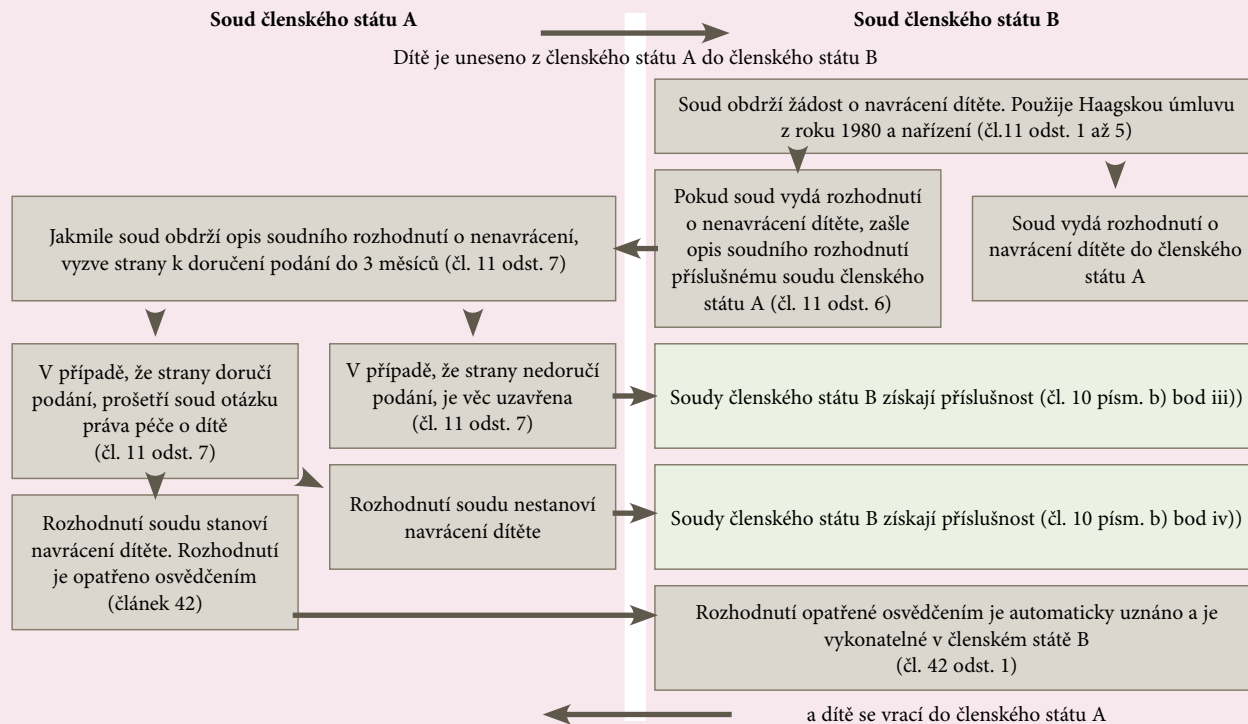 Soud členského státu A
Soud členského státu B
Dítě je uneseno z členského státu A do členského státu B
Soud obdrží žádost o navrácení dítěte. Použije Haagskou úmluvu
z roku 1980 a nařízení (čl.11 odst. 1 až 5)
Pokud soud vydá rozhodnutí
o nenavrácení dítěte, zašle
opis soudního rozhodnutí
příslušnému soudu členského
státu A (čl. 11 odst. 6)
Soud vydá rozhodnutí o
navrácení dítěte do členského
státu A
Jakmile soud obdrží opis soudního rozhodnutí o nenavrácení,
vyzve strany k doručení podání do 3 měsíců (čl. 11 odst. 7)
V případě, že strany doručí
podání, prošetří soud otázku
práva péče o dítě
(čl. 11 odst. 7)
V případě, že strany nedoručí
podání, je věc uzavřena
(čl. 11 odst. 7)
Soudy členského státu B získají příslušnost (čl. 10 písm. b) bod iii))
Rozhodnutí soudu stanoví
navrácení dítěte. Rozhodnutí
je opatřeno osvědčením
(článek 42)
Rozhodnutí soudu nestanoví
navrácení dítěte
Soudy členského státu B získají příslušnost (čl. 10 písm. b) bod iv))
Rozhodnutí opatřené osvědčením je automaticky uznáno a je
vykonatelné v členském státě B
(čl. 42 odst. 1)
a dítě se vrací do členského státu A